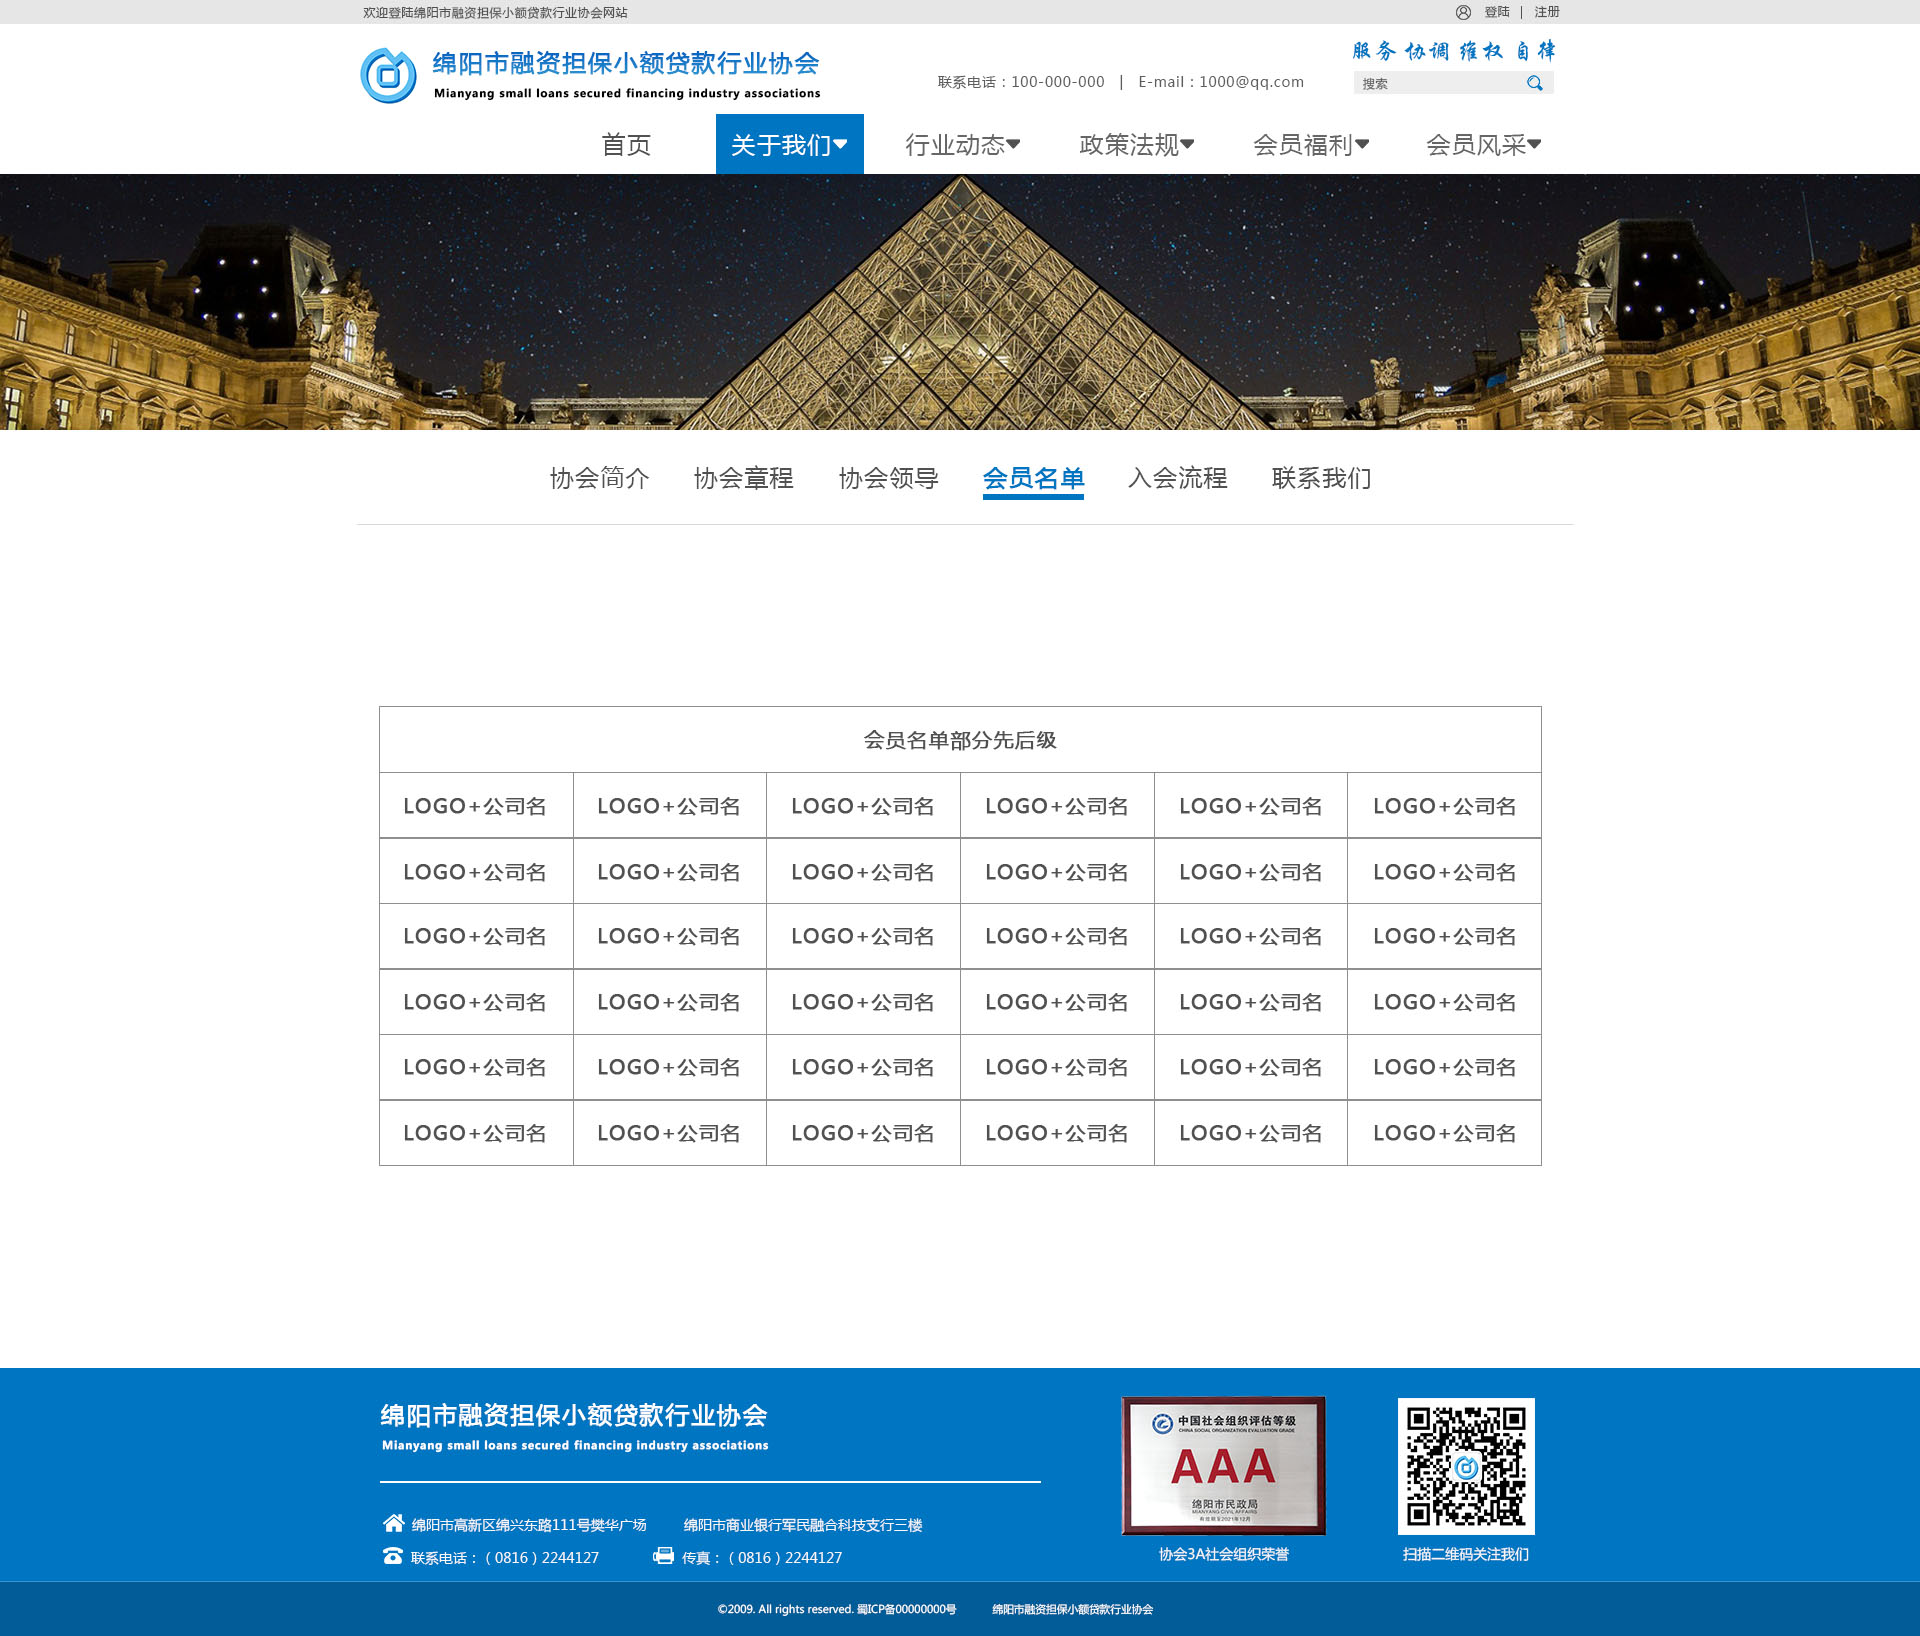 欢迎登陆绵阳市融资担保小额贷款行业协会网站
登陆 | 注册
绵阳市融资担保小额贷款行业协会
Mianyang small loans secured financing industry associations
联系电话：100-000-000 | E-mail：1000@qq.com
服务 协调 维权 自律
搜索
首页 关于我们 行业动态 政策法规 会员福利 会员风采
协会简介 协会章程 协会领导 会员名单 入会流程 联系我们
会员名单部分先后级
LOGO+公司名 LOGO+公司名 LOGO+公司名 LOGO+公司名 LOGO+公司名 LOGO+公司名
LOGO+公司名 LOGO+公司名 LOGO+公司名 LOGO+公司名 LOGO+公司名 LOGO+公司名
LOGO+公司名 LOGO+公司名 LOGO+公司名 LOGO+公司名 LOGO+公司名 LOGO+公司名
LOGO+公司名 LOGO+公司名 LOGO+公司名 LOGO+公司名 LOGO+公司名 LOGO+公司名
LOGO+公司名 LOGO+公司名 LOGO+公司名 LOGO+公司名 LOGO+公司名 LOGO+公司名
LOGO+公司名 LOGO+公司名 LOGO+公司名 LOGO+公司名 LOGO+公司名 LOGO+公司名
绵阳市融资担保小额贷款行业协会
Mianyang small loans secured financing industry associations
绵阳市高新区绵兴东路111号樊华广场 绵阳市商业银行军民融合科技支行三楼
联系电话：（0816）2244127 传真：（0816）2244127
中国社会组织评估等级
CHINA SOCIAL ORGANIZATION EVALUATION GRADE
AAA
绵阳市民政局
MIANYANG CIVIL AFFAIRS
有效期至2021年12月
协会3A社会组织荣誉
扫描二维码关注我们
©2009. All rights reserved. 蜀ICP备00000000号 绵阳市融资担保小额贷款行业协会